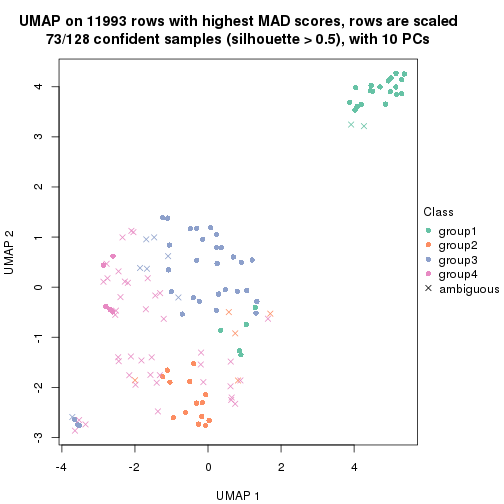 UMAP on 11993 rows with highest MAD scores, rows are scaled
73/128 confident samples (silhouette > 0.5), with 10 PCs
4
3
2
1
0
-1
-2
-3
UMAP 2
-4
-2
0
2
4
UMAP 1
Class
group1
group2
group3
group4
ambiguous